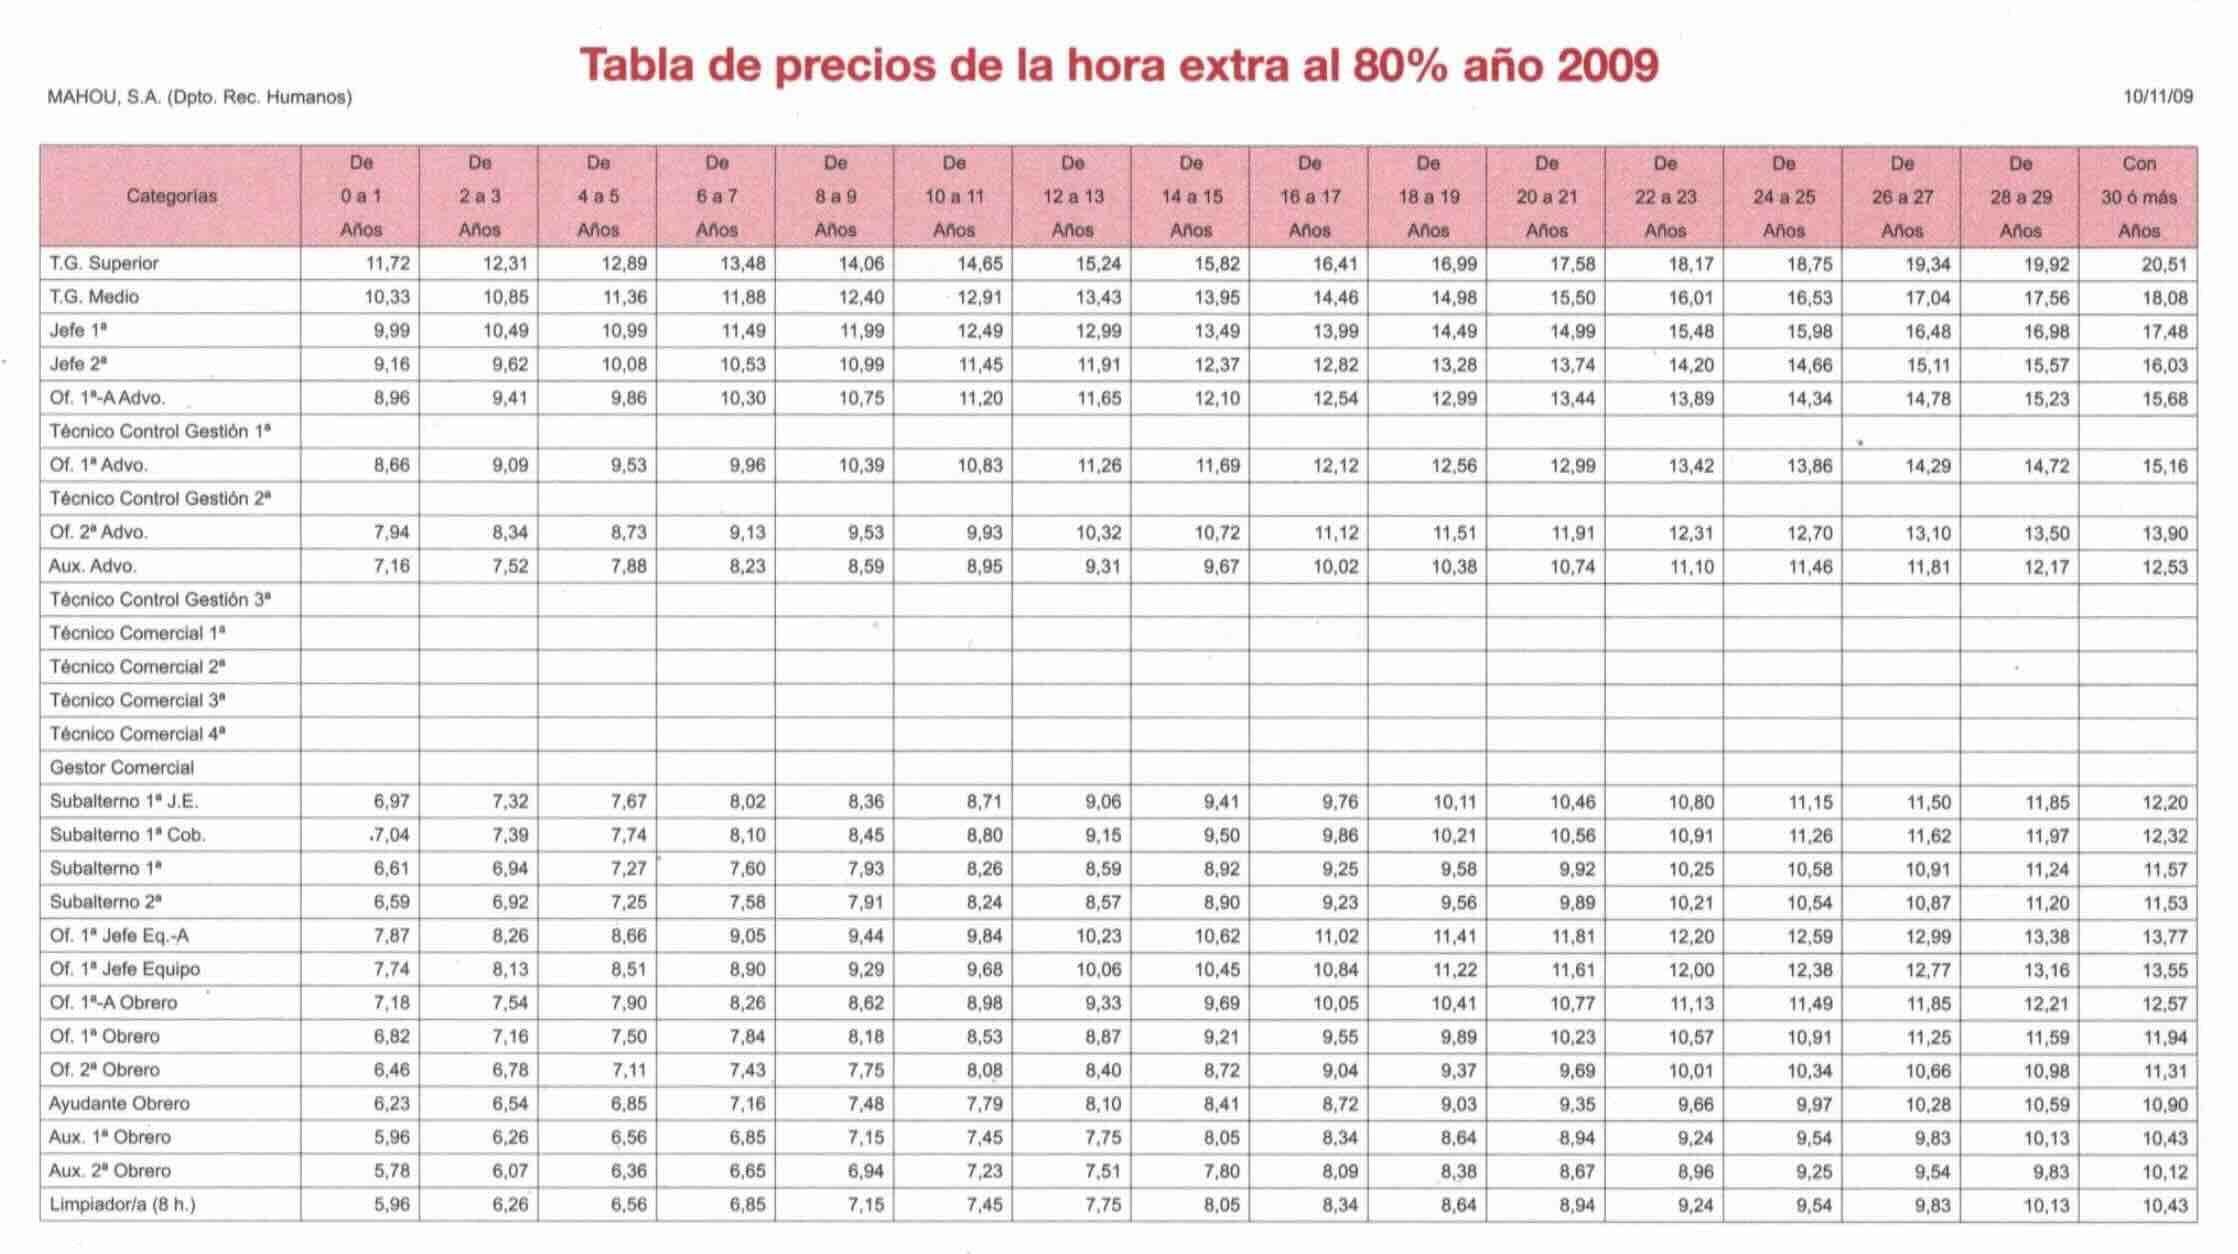 Tabla de precios de la hora extra al 80% año 2009
MAHOU, S.A. (Dpto. Rec. Humanos) 10/11/09
Categorías De 0 a 1 Años De 2 a 3 Años De 4 a 5 Años De 6 a 7 Años De 8 a 9 Años De 10 a 11 Años De 12 a 13 Años De 14 a 15 Años De 16 a 17 Años De 18 a 19 Años De 20 a 21 Años De 22 a 23 Años De 24 a 25 Años De 26 a 27 Años De 28 a 29 Años Con 30 ó más Años
T.G. Superior 11,72 12,31 12,89 13,48 14,06 14,65 15,24 15,82 16,41 16,99 17,58 18,17 18,75 19,34 19,92 20,51
T.G. Medio 10,33 10,85 11,36 11,88 12,40 12,91 13,43 13,95 14,46 14,98 15,50 16,01 16,53 17,04 17,56 18,08
Jefe 1ª 9,99 10,49 10,99 11,49 11,99 12,49 12,99 13,49 13,99 14,49 14,99 15,48 15,98 16,48 16,98 17,48
Jefe 2ª 9,16 9,62 10,08 10,53 10,99 11,45 11,91 12,37 12,82 13,28 13,74 14,20 14,66 15,11 15,57 16,03
Of. 1ª-A Advo. 8,96 9,41 9,86 10,30 10,75 11,20 11,65 12,10 12,54 12,99 13,44 13,89 14,34 14,78 15,23 15,68
Técnico Control Gestión 1ª
Of. 1ª Advo. 8,66 9,09 9,53 9,96 10,39 10,83 11,26 11,69 12,12 12,56 12,99 13,42 13,86 14,29 14,72 15,16
Técnico Control Gestión 2ª
Of. 2ª Advo. 7,94 8,34 8,73 9,13 9,53 9,93 10,32 10,72 11,12 11,51 11,91 12,31 12,70 13,10 13,50 13,90
Aux. Advo. 7,16 7,52 7,88 8,23 8,59 8,95 9,31 9,67 10,02 10,38 10,74 11,10 11,46 11,81 12,17 12,53
Técnico Control Gestión 3ª
Técnico Comercial 1ª
Técnico Comercial 2ª
Técnico Comercial 3ª
Técnico Comercial 4ª
Gestor Comercial
Subalterno 1ª J.E. 6,97 7,32 7,67 8,02 8,36 8,71 9,06 9,41 9,76 10,11 10,46 10,80 11,15 11,50 11,85 12,20
Subalterno 1ª Cob. 7,04 7,39 7,74 8,10 8,45 8,80 9,15 9,50 9,86 10,21 10,56 10,91 11,26 11,62 11,97 12,32
Subalterno 1ª 6,61 6,94 7,27 7,60 7,93 8,26 8,59 8,92 9,25 9,58 9,92 10,25 10,58 10,91 11,24 11,57
Subalterno 2ª 6,59 6,92 7,25 7,58 7,91 8,24 8,57 8,90 9,23 9,56 9,89 10,21 10,54 10,87 11,20 11,53
Of. 1ª Jefe Eq.-A 7,87 8,26 8,66 9,05 9,44 9,84 10,23 10,62 11,02 11,41 11,81 12,20 12,59 12,99 13,38 13,77
Of. 1ª Jefe Equipo 7,74 8,13 8,51 8,90 9,29 9,68 10,06 10,45 10,84 11,22 11,61 12,00 12,38 12,77 13,16 13,55
Of. 1ª-A Obrero 7,18 7,54 7,90 8,26 8,62 8,98 9,33 9,69 10,05 10,41 10,77 11,13 11,49 11,85 12,21 12,57
Of. 1ª Obrero 6,82 7,16 7,50 7,84 8,18 8,53 8,87 9,21 9,55 9,89 10,23 10,57 10,91 11,25 11,59 11,94
Of. 2ª Obrero 6,46 6,78 7,11 7,43 7,75 8,08 8,40 8,72 9,04 9,37 9,69 10,01 10,34 10,66 10,98 11,31
Ayudante Obrero 6,23 6,54 6,85 7,16 7,48 7,79 8,10 8,41 8,72 9,03 9,35 9,66 9,97 10,28 10,59 10,90
Aux. 1ª Obrero 5,96 6,26 6,56 6,85 7,15 7,45 7,75 8,05 8,34 8,64 8,94 9,24 9,54 9,83 10,13 10,43
Aux. 2ª Obrero 5,78 6,07 6,36 6,65 6,94 7,23 7,51 7,80 8,09 8,38 8,67 8,96 9,25 9,54 9,83 10,12
Limpiador/a (8 h.) 5,96 6,26 6,56 6,85 7,15 7,45 7,75 8,05 8,34 8,64 8,94 9,24 9,54 9,83 10,13 10,43